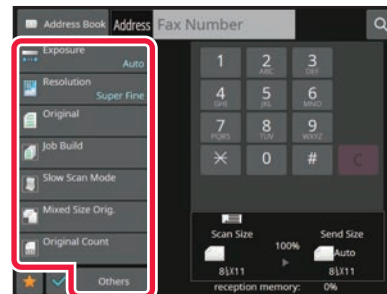 Address Book Address Fax Number
Exposure
Auto
Resolution
Super Fine
Original
Job Build
Slow Scan Mode
Mixed Size Orig.
Original Count
Others
1 2 3
ABC DEF
4 5 6
GHI JKL MNO
7 8 9
PQRS TUV WXYZ
* 0 # C
Scan Size Send Size
100%
Auto
8½X11 8½X11
reception memory: 0%